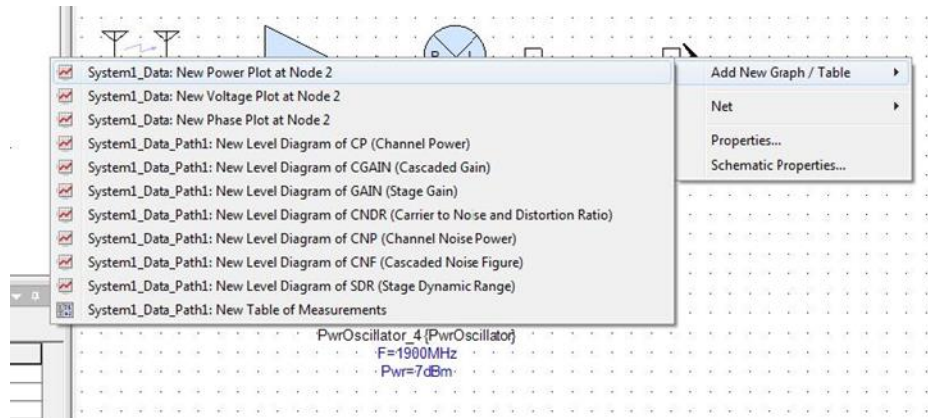 R I
System1_Data: New Power Plot at Node 2
System1_Data: New Voltage Plot at Node 2
System1_Data: New Phase Plot at Node 2
System1_Data_Path1: New Level Diagram of CP (Channel Power)
System1_Data_Path1: New Level Diagram of CGAIN (Cascaded Gain)
System1_Data_Path1: New Level Diagram of GAIN (Stage Gain)
System1_Data_Path1: New Level Diagram of CNDR (Carrier to Noise and Distortion Ratio)
System1_Data_Path1: New Level Diagram of CNP (Channel Noise Power)
System1_Data_Path1: New Level Diagram of CNF (Cascaded Noise Figure)
System1_Data_Path1: New Level Diagram of SDR (Stage Dynamic Range)
System1_Data_Path1: New Table of Measurements
Add New Graph / Table
Net
Properties...
Schematic Properties...
PwrOscillator_4 {PwrOscillator}
F=1900MHz
Pwr=7dBm